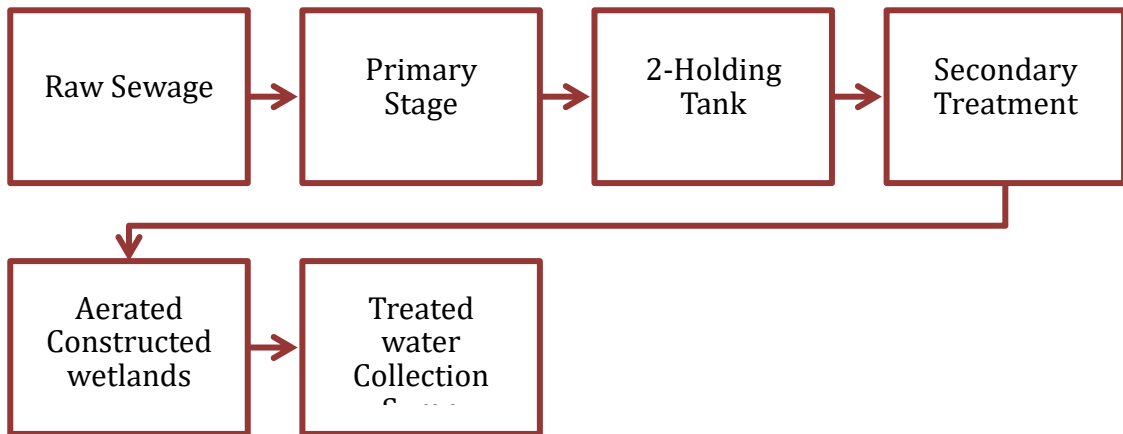 Raw Sewage
Primary
Stage
2-Holding
Tank
Secondary
Treatment
Aerated
Constructed
wetlands
Treated
water
Collection